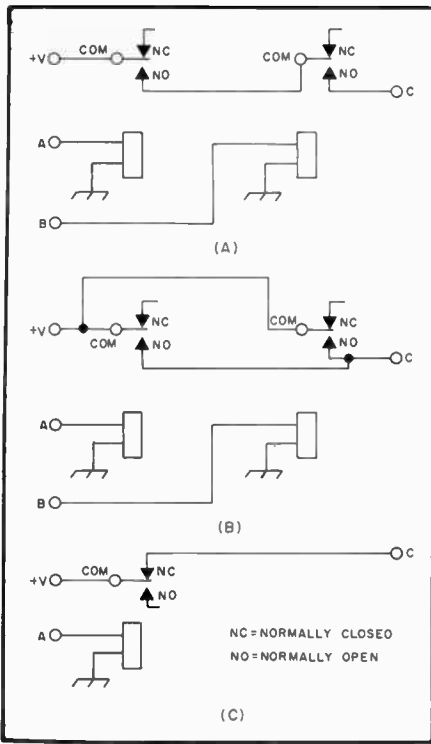 COM NC COM NC
+V
NO NO
C
A
B
(A)
COM NC
+V
COM NC
NO NO
C
A
B
(B)
C
COM NC
+V
NO
A
NC=NORMALLY CLOSED
NO=NORMALLY OPEN
(C)